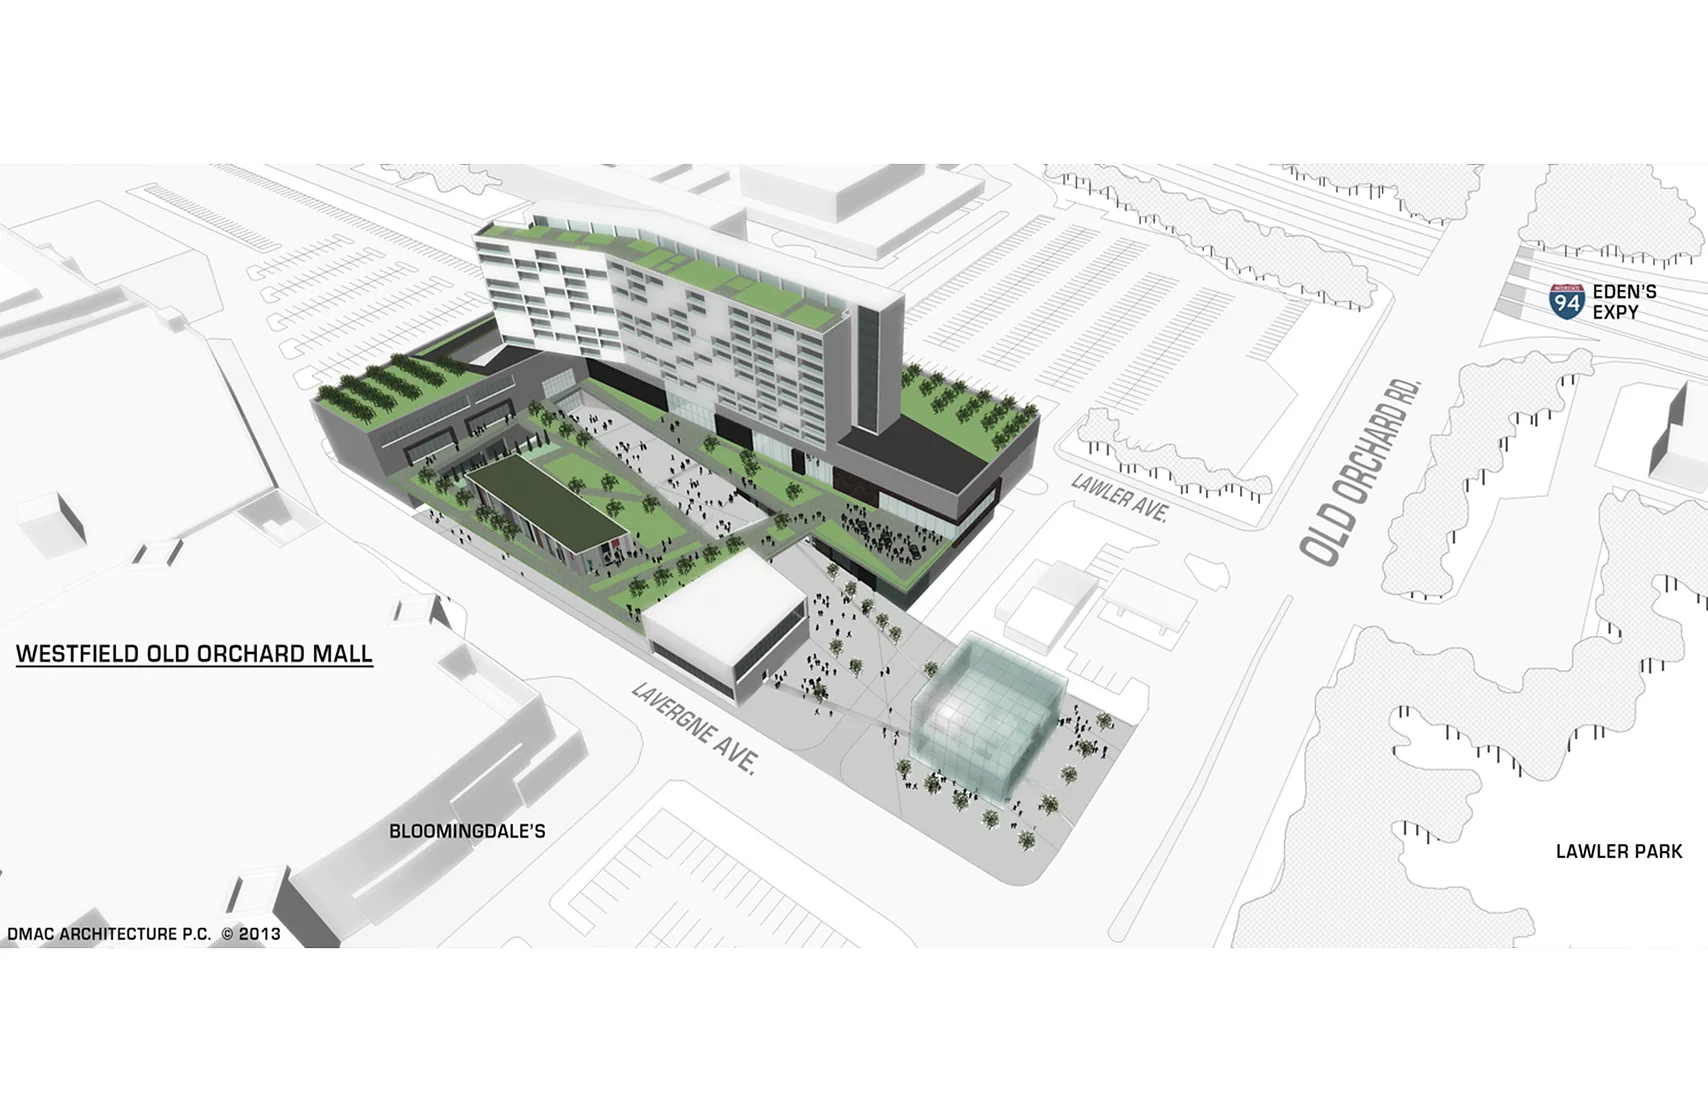 INTERSTATE
94
EDEN'S
EXPY
OLD ORCHARD RD.
LAWLER AVE.
WESTFIELD OLD ORCHARD MALL
LAVERGNE AVE.
BLOOMINGDALE'S
LAWLER PARK
DMAC ARCHITECTURE P.C. © 2013